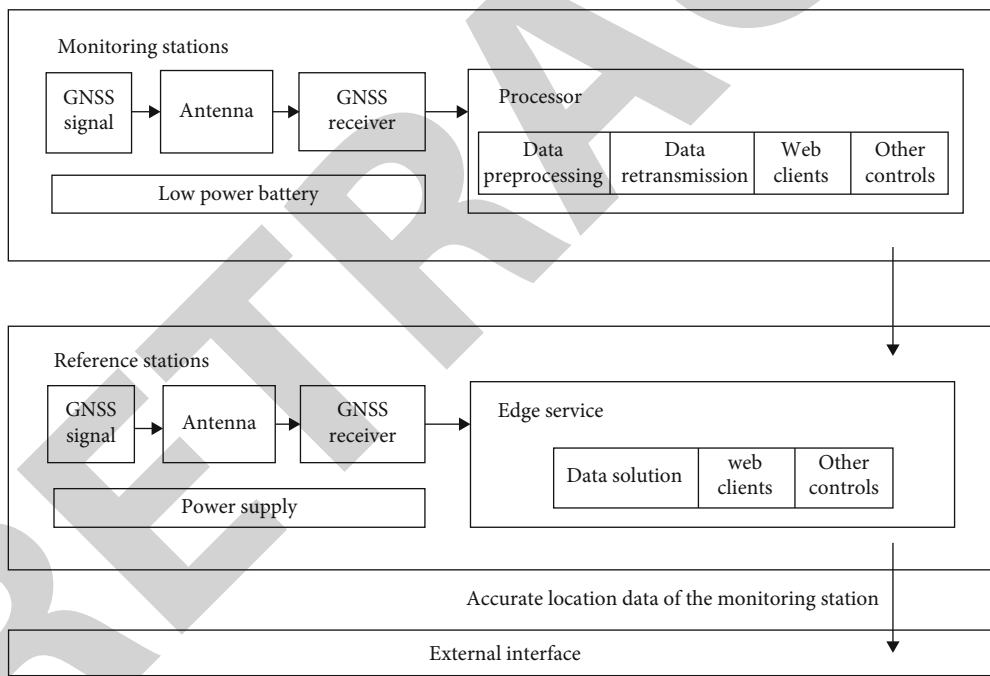 Monitoring stations
GNSS
signal
Antenna
GNSS
receiver
Low power battery
Processor
Data
preprocessing
Data
retransmission
Web
clients
Other
controls
Reference stations
GNSS
signal
Antenna
GNSS
receiver
Power supply
Edge service
Data solution
web
clients
Other
controls
Accurate location data of the monitoring station
External interface
RETRAC